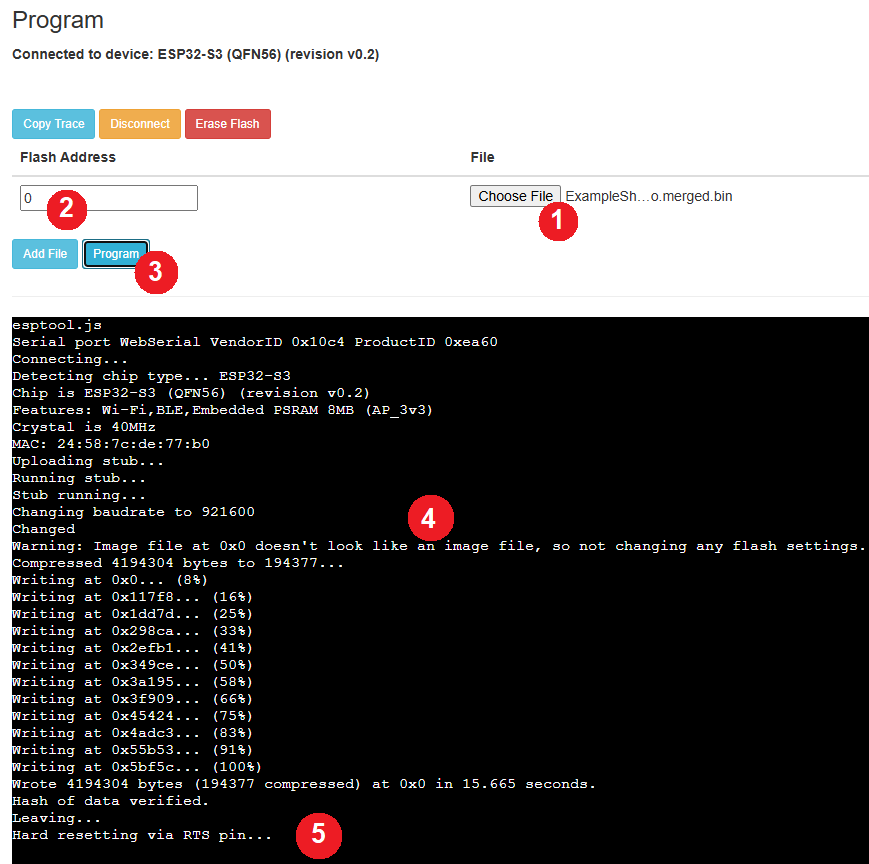 Program
Connected to device: ESP32-S3 (QFN56) (revision v0.2)
Copy Trace Disconnect Erase Flash
Flash Address File
0 2 Choose File ExampleSh…o.merged.bin
1
Add File Program
3
esptool.js
Serial port WebSerial VendorID 0x10c4 ProductID 0xea60
Connecting...
Detecting chip type... ESP32-S3
Chip is ESP32-S3 (QFN56) (revision v0.2)
Features: Wi-Fi,BLE,Embedded PSRAM 8MB (AP_3v3)
Crystal is 40MHz
MAC: 24:58:7c:de:77:b0
Uploading stub...
Running stub...
Stub running...
Changing baudrate to 921600
4
Changed
Warning: Image file at 0x0 doesn't look like an image file, so not changing any flash settings.
Compressed 4194304 bytes to 194377...
Writing at 0x0... (8%)
Writing at 0x117f8... (16%)
Writing at 0x1dd7d... (25%)
Writing at 0x298ca... (33%)
Writing at 0x2efb1... (41%)
Writing at 0x349ce... (50%)
Writing at 0x3a195... (58%)
Writing at 0x3f909... (66%)
Writing at 0x45424... (75%)
Writing at 0x4adc3... (83%)
Writing at 0x55b53... (91%)
Writing at 0x5bf5c... (100%)
Wrote 4194304 bytes (194377 compressed) at 0x0 in 15.665 seconds.
Hash of data verified.
Leaving...
Hard resetting via RTS pin... 5